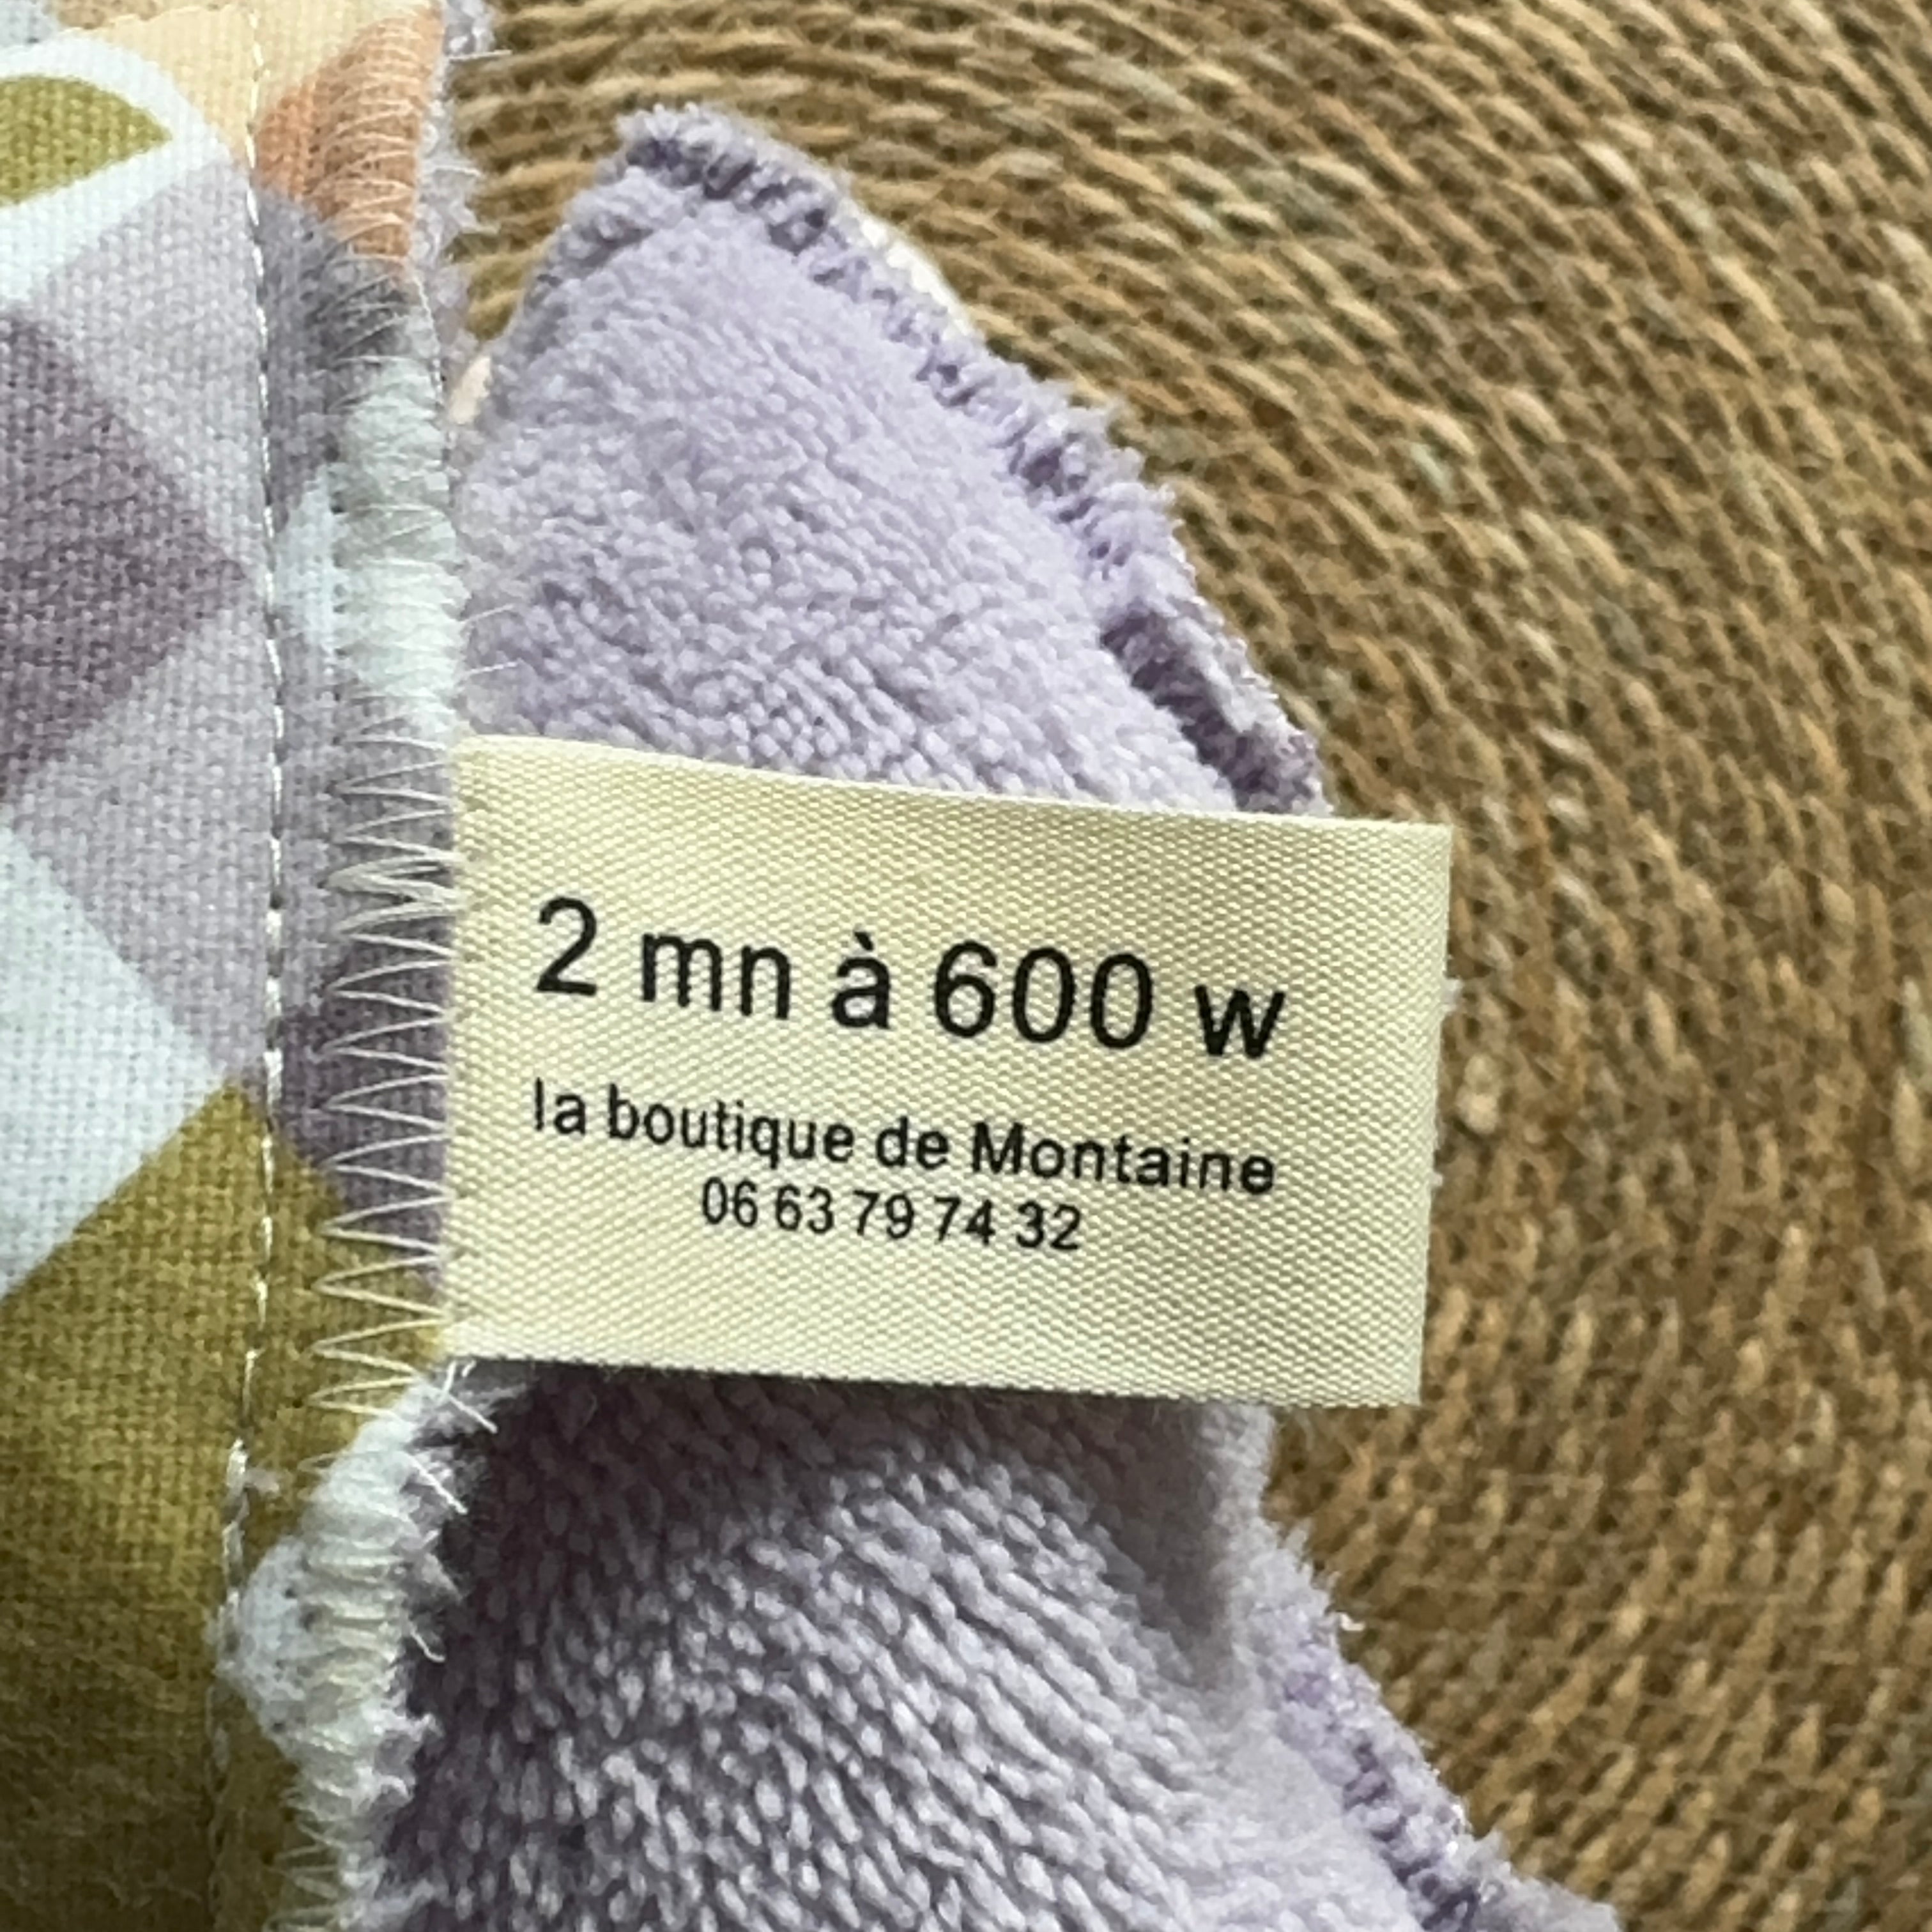 2 mn à 600 w
la boutique de Montaine
06 63 79 74 32